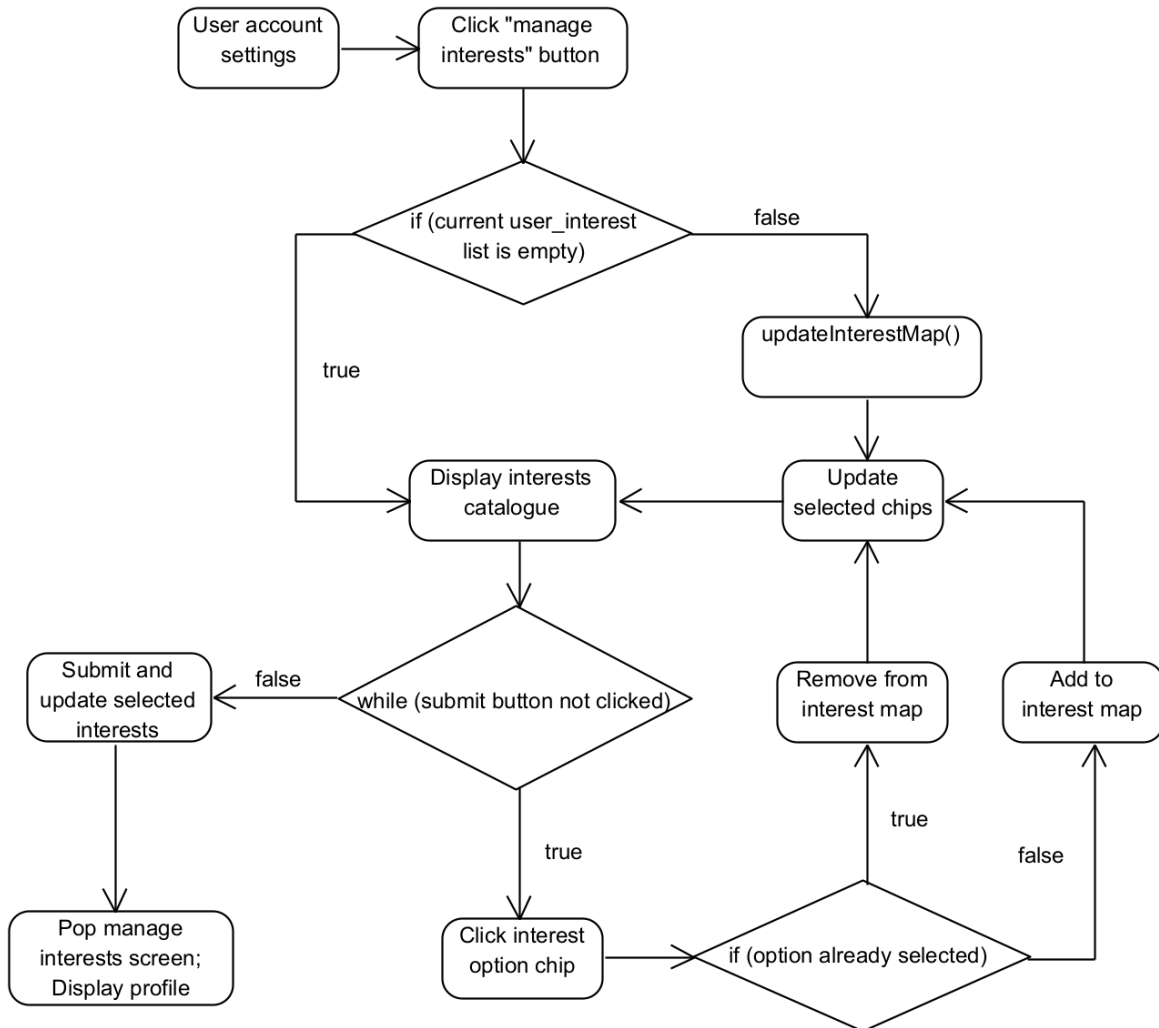 User account
settings
Click "manage
interests" button
if (current user_interest
list is empty)
false
true
updateInterestMap()
Display interests
catalogue
Update
selected chips
Submit and
update selected
interests
false
while (submit button not clicked)
Remove from
interest map
Add to
interest map
true
true
false
Pop manage
interests screen;
Display profile
Click interest
option chip
if (option already selected)